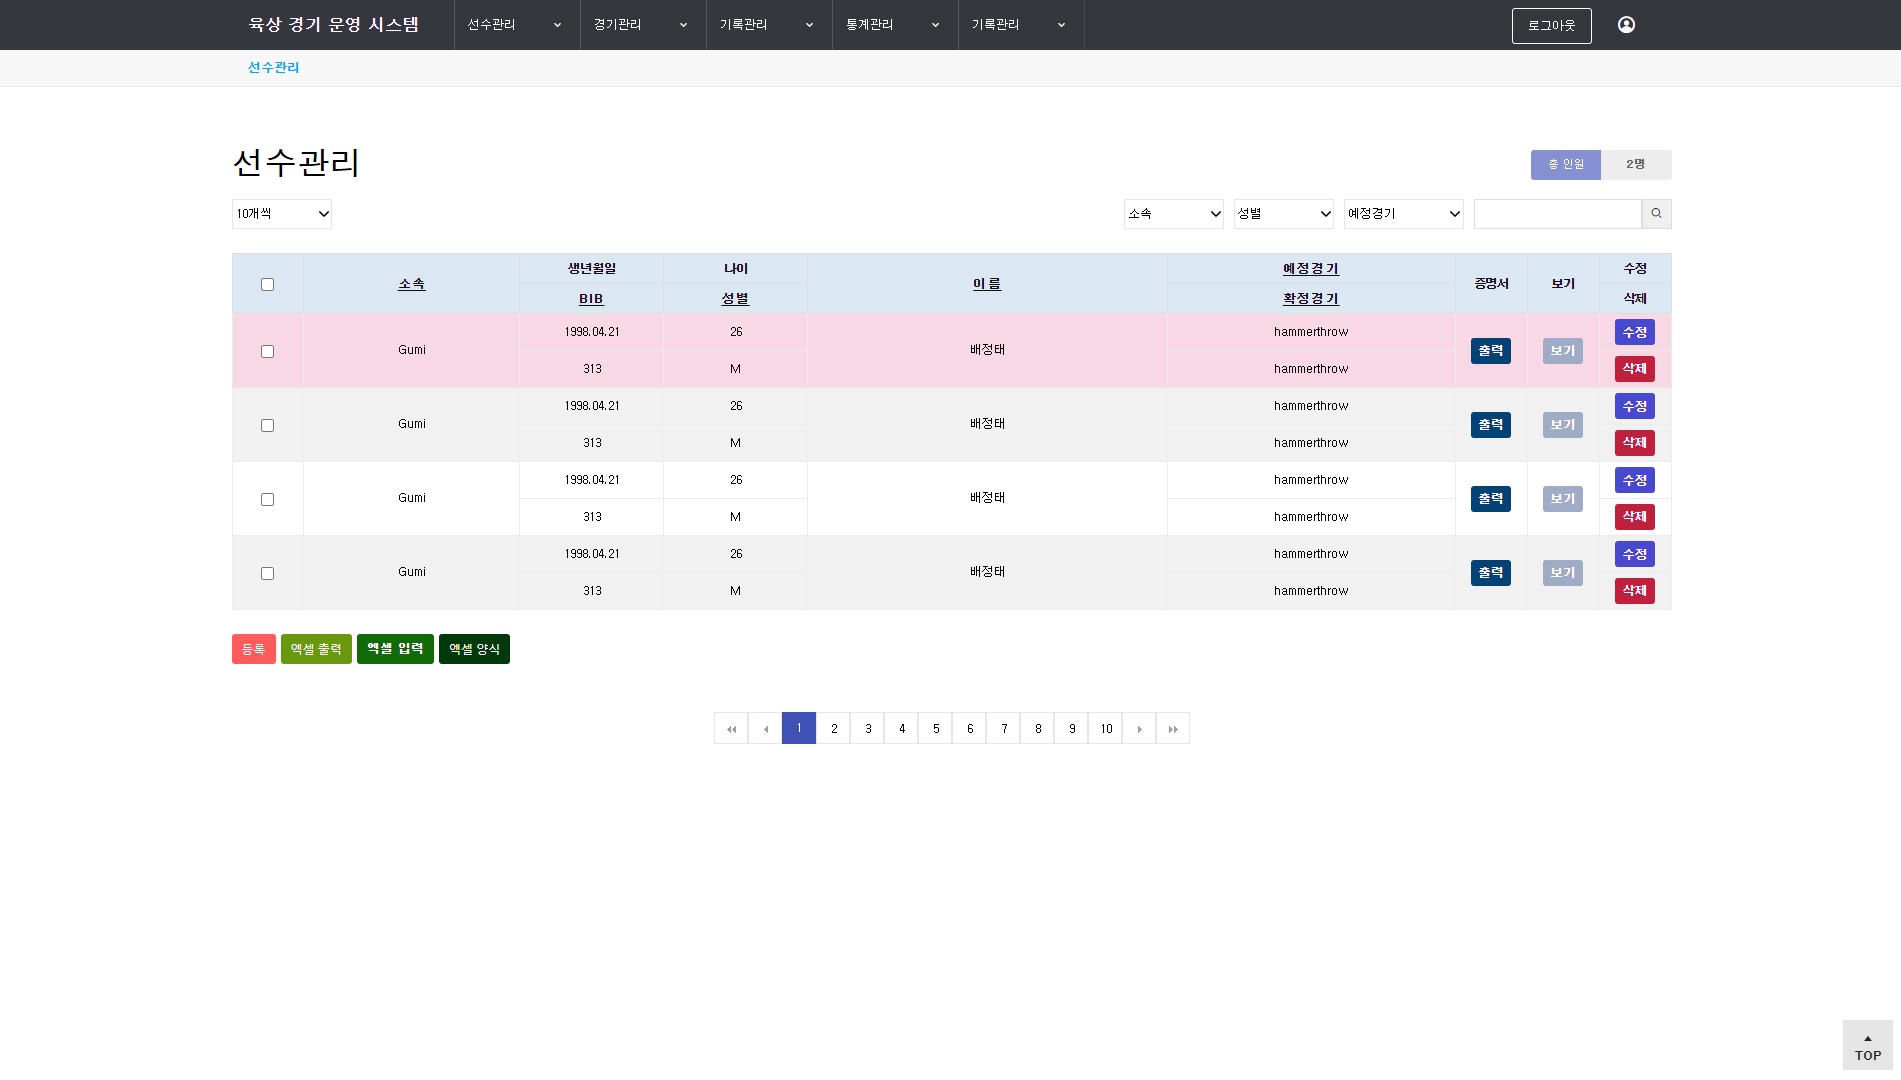 육상 경기 운영 시스템 선수관리 경기관리 기록관리 통계관리 기록관리 로그아웃
선수관리
선수관리
총 인원 2명
10개씩 소속 성별 예정경기
소속 생년월일 나이 이름 예정경기 증명서 보기 수정
BIB 성별 확정경기 삭제
Gumi 1998.04.21 26 배정태 hammerthrow 출력 보기 수정
313 M hammerthrow 삭제
Gumi 1998.04.21 26 배정태 hammerthrow 출력 보기 수정
313 M hammerthrow 삭제
Gumi 1998.04.21 26 배정태 hammerthrow 출력 보기 수정
313 M hammerthrow 삭제
Gumi 1998.04.21 26 배정태 hammerthrow 출력 보기 수정
313 M hammerthrow 삭제
등록 엑셀 출력 엑셀 입력 엑셀 양식
1 2 3 4 5 6 7 8 9 10
TOP